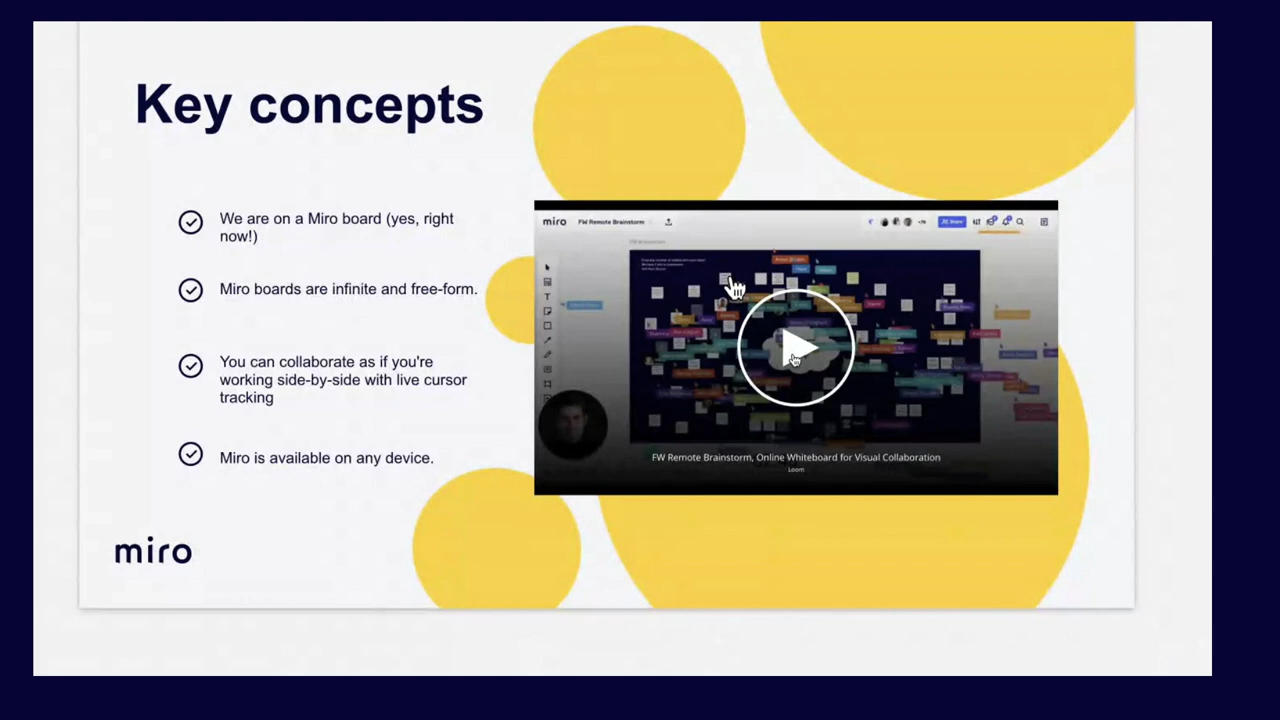 Key concepts
We are on a Miro board (yes, right
now!)
Miro boards are infinite and free-form.
You can collaborate as if you're
working side-by-side with live cursor
tracking
Miro is available on any device.
miro
miro FW Remote Brainstorm
Share
FW Remote Brainstorm, Online Whiteboard for Visual Collaboration
Loom